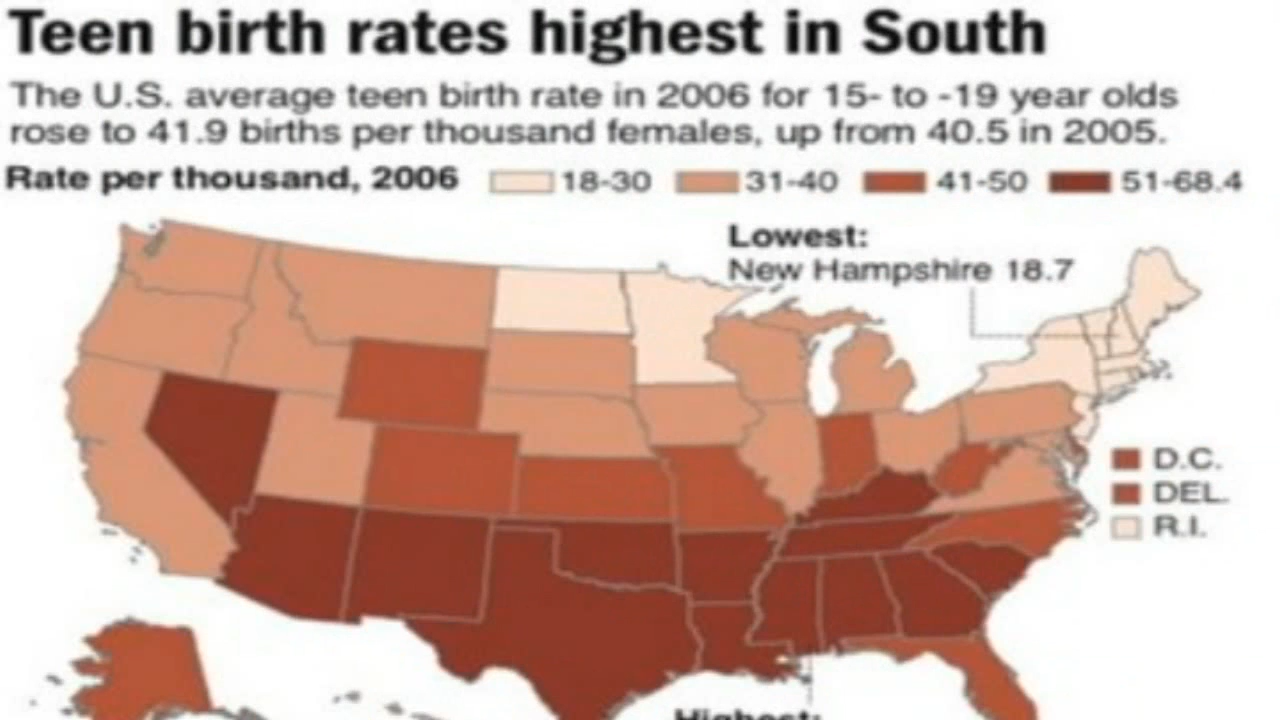 Teen birth rates highest in South
The U.S. average teen birth rate in 2006 for 15- to -19 year olds
rose to 41.9 births per thousand females, up from 40.5 in 2005.
Rate per thousand, 2006 18-30 31-40 41-50 51-68.4
Lowest:
New Hampshire 18.7
D.C.
DEL.
R.I.
Highest: